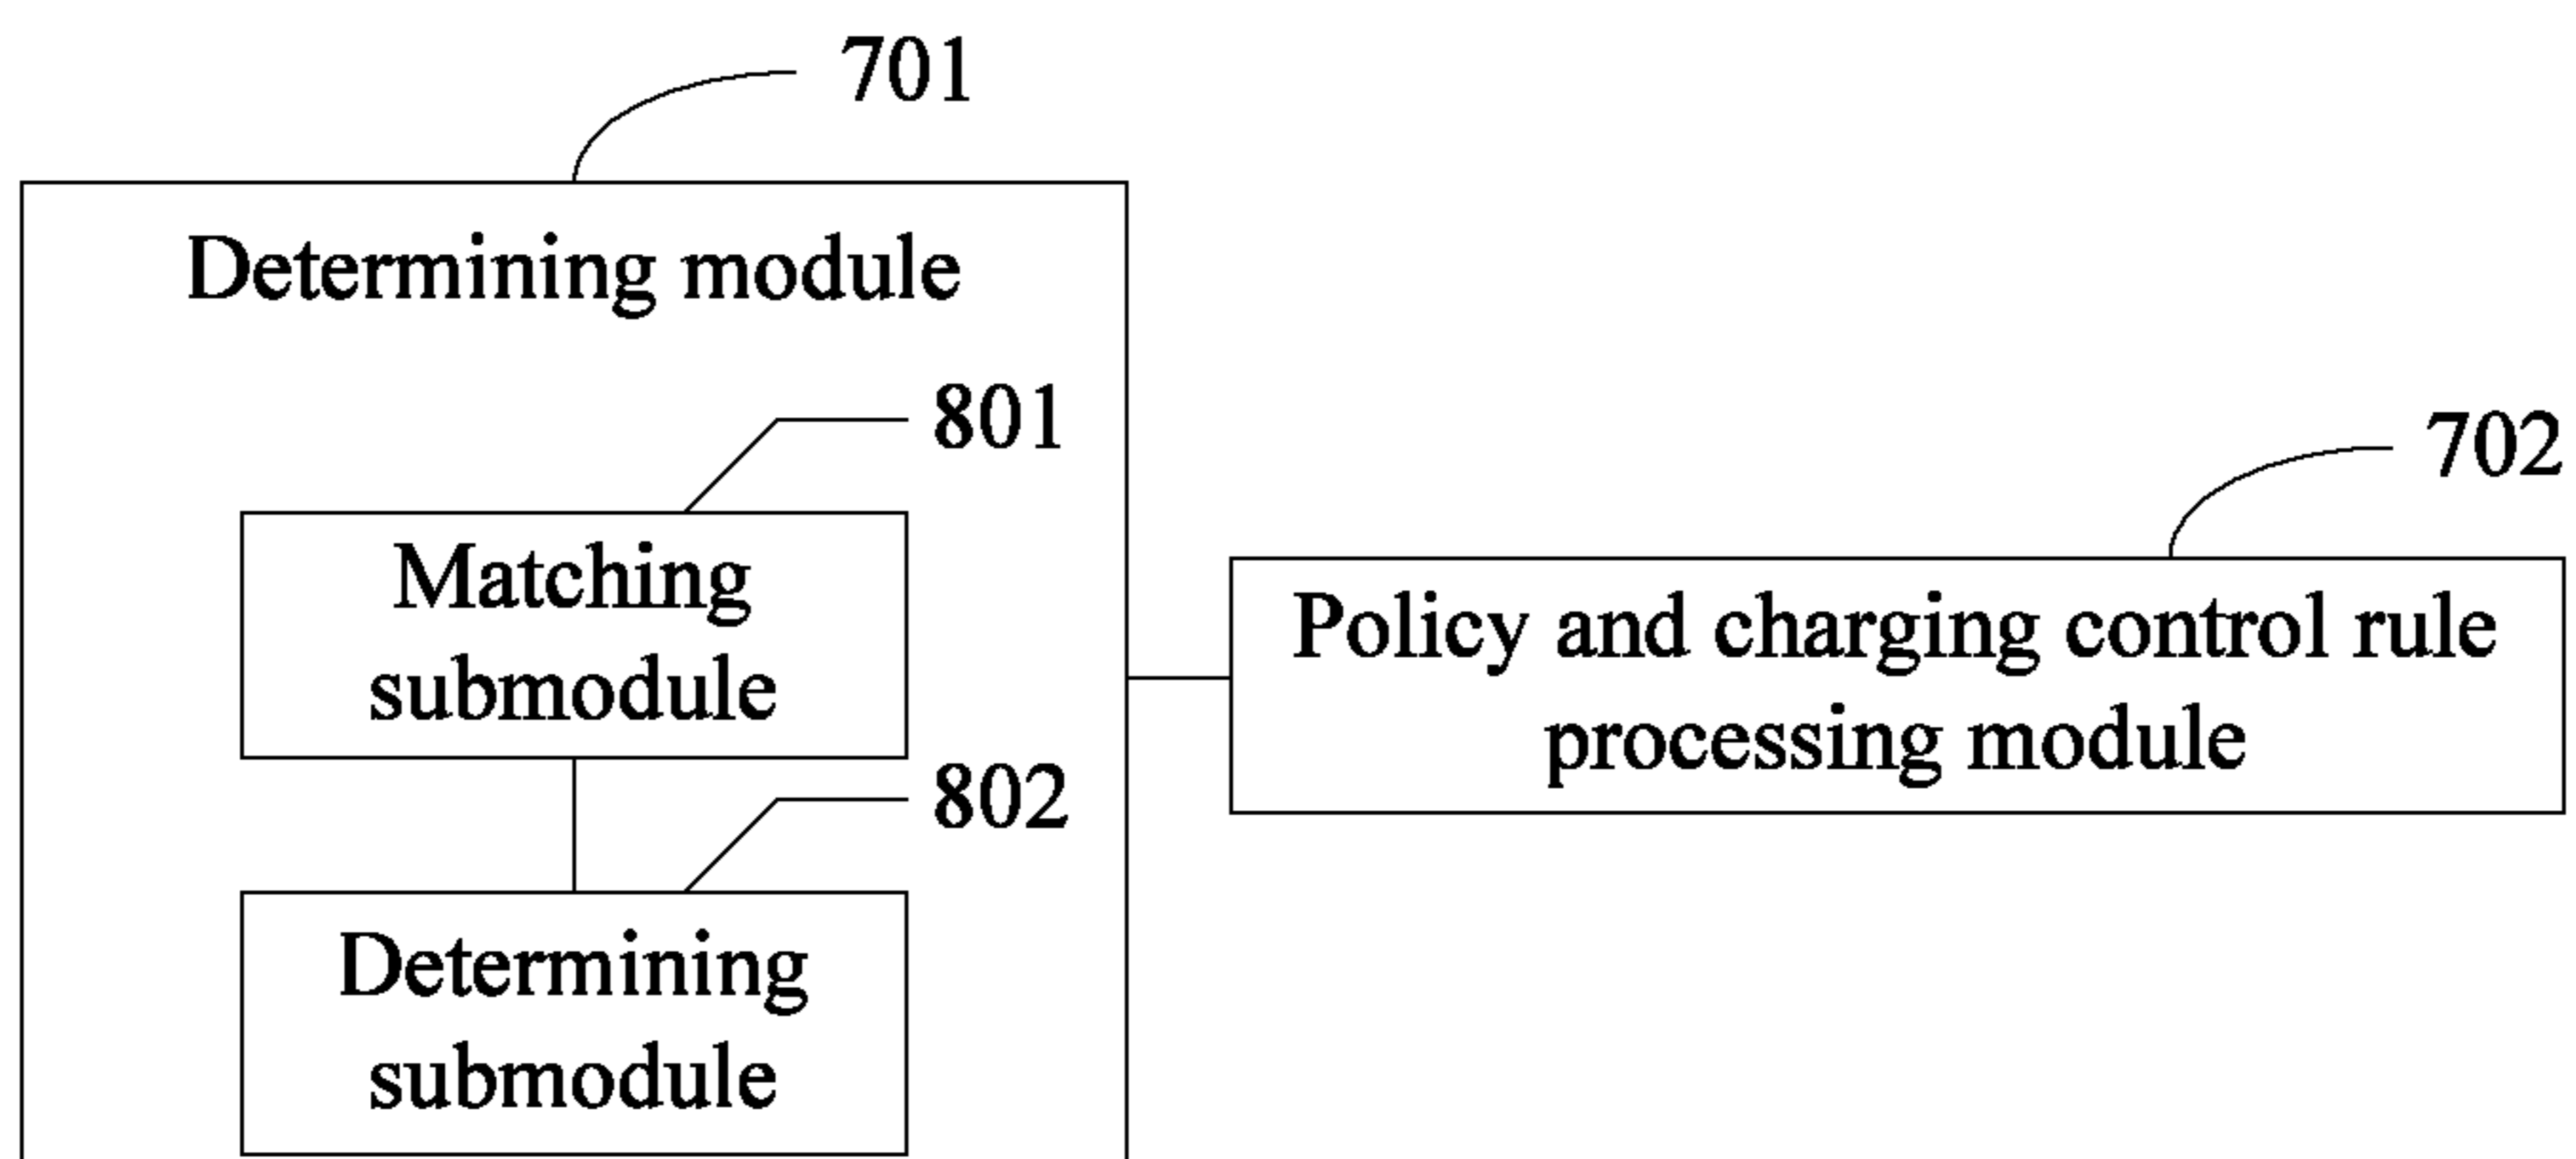 701
Determining module
801
Matching
submodule
802
Determining
submodule
702
Policy and charging control rule
processing module